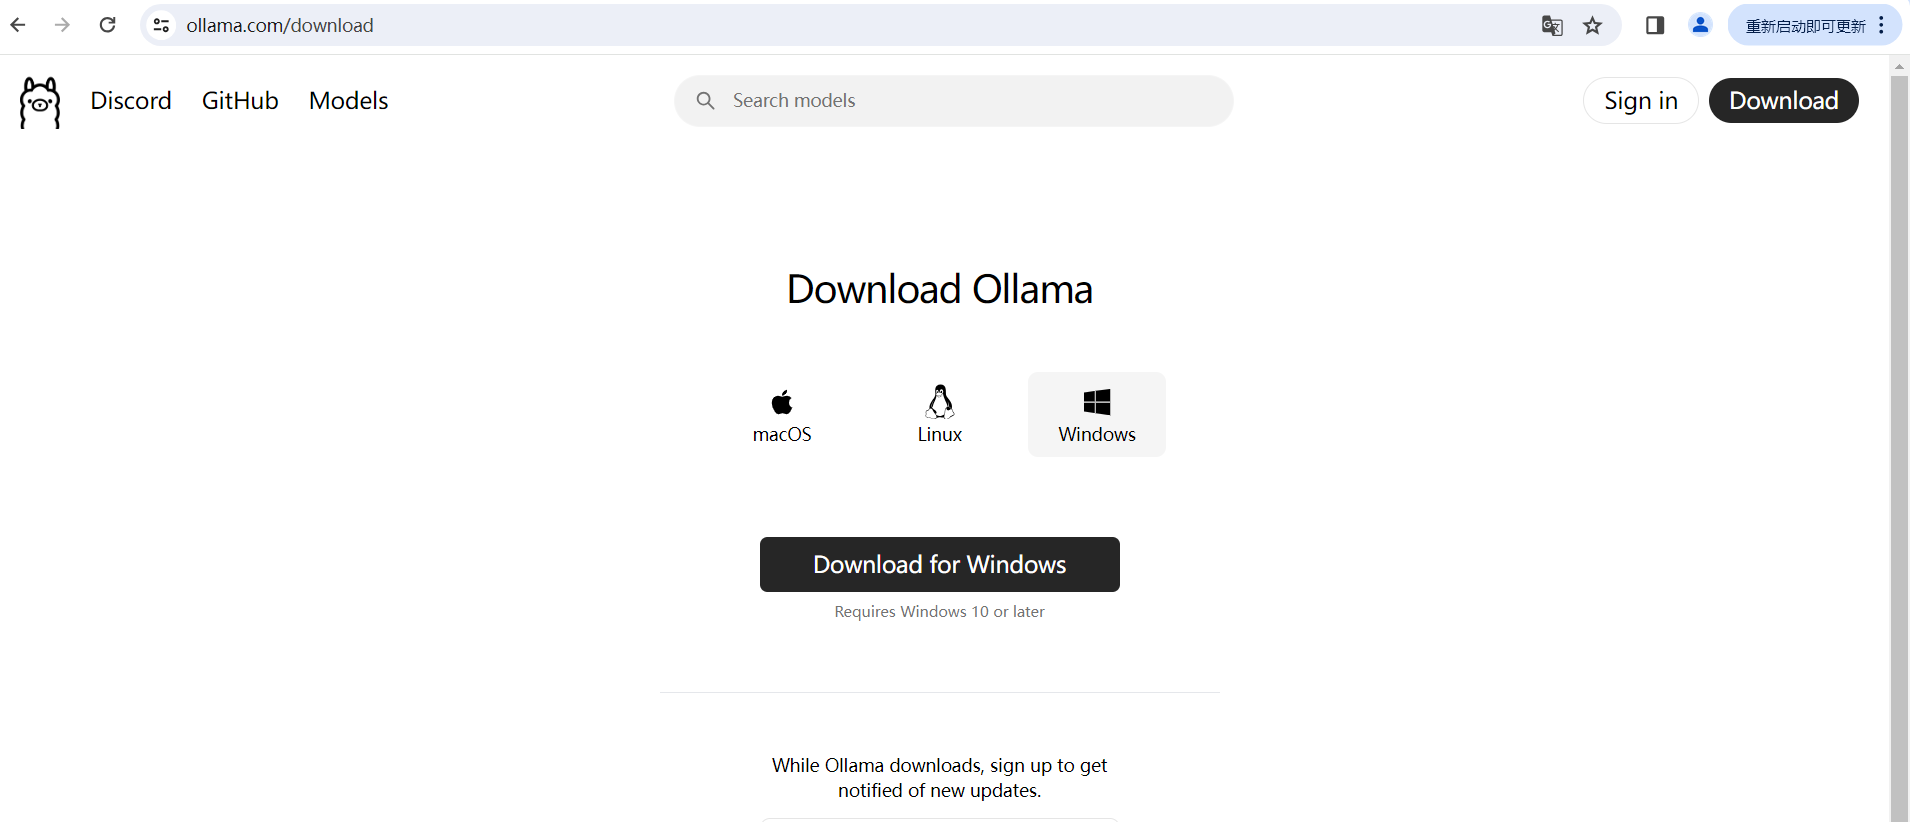 ollama.com/download
重新启动即可更新
Discord GitHub Models
Search models
Sign in Download
Download Ollama
macOS Linux Windows
Download for Windows
Requires Windows 10 or later
While Ollama downloads, sign up to get
notified of new updates.